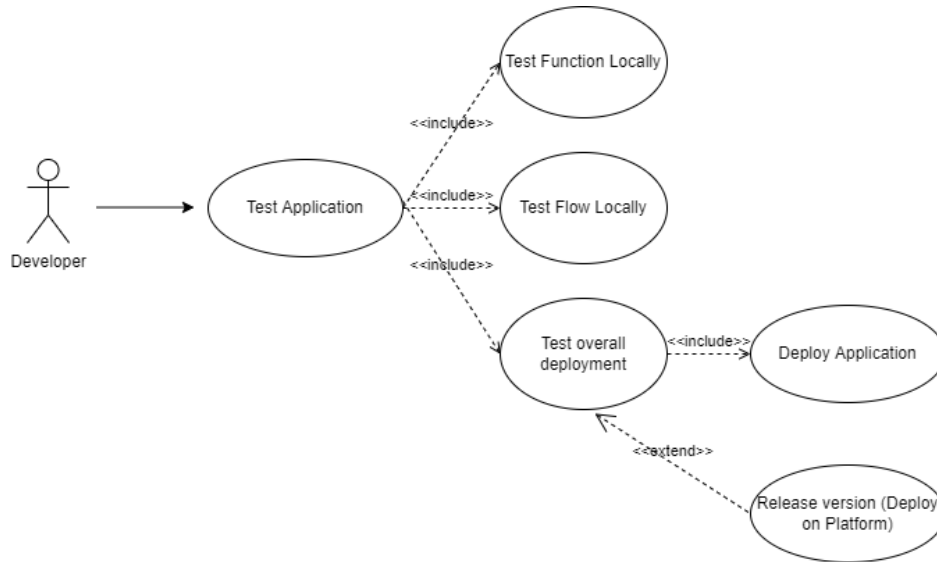 Test Function Locally
<<include>>
Developer
Test Application
<<include>>
Test Flow Locally
<<include>>
Test overall
deployment
<<include>>
Deploy Application
<<extend>>
Release version (Deploy
on Platform)